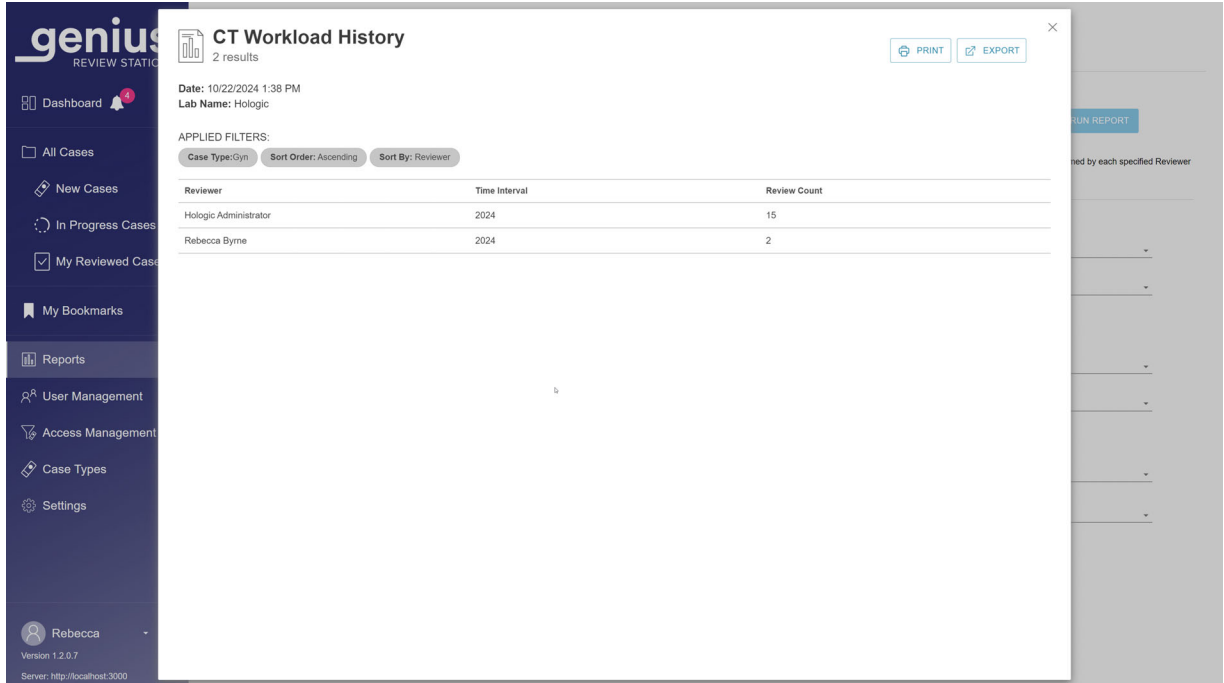 genius
REVIEW STATIO
Dashboard
4
All Cases
New Cases
In Progress Cases
My Reviewed Case
My Bookmarks
Reports
User Management
Access Management
Case Types
Settings
Rebecca
Version 1.2.0.7
Server: http://localhost:3000
CT Workload History
2 results
PRINT
EXPORT
Date: 10/22/2024 1:38 PM
Lab Name: Hologic
APPLIED FILTERS:
Case Type:Gyn Sort Order: Ascending Sort By: Reviewer
Reviewer Time Interval Review Count
Hologic Administrator 2024 15
Rebecca Byrne 2024 2
RUN REPORT
ned by each specified Reviewer